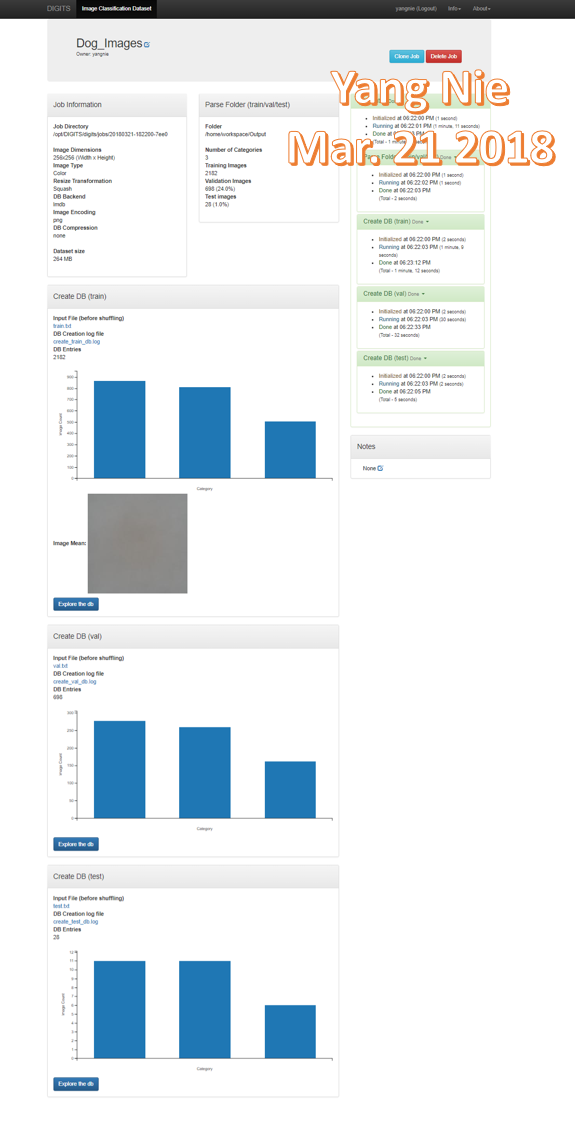 DIGITS Image Classification Dataset yangnie (Logout) Info About
Dog_Images
Owner: yangnie
Clone Job Delete Job
Yang Nie
Mar. 21 2018
Job Information
Job Directory
/opt/DIGITS/digits/jobs/20180321-182200-7ee0
Image Dimensions
256x256 (Width x Height)
Image Type
Color
Resize Transformation
Squash
DB Backend
lmdb
Image Encoding
png
DB Compression
none
Dataset size
264 MB
Parse Folder (train/val/test)
Folder
/home/workspace/Output
Number of Categories
3
Training Images
2182
Validation Images
698 (24.0%)
Test images
28 (1.0%)
Initialized at 06:22:00 PM (1 second)
Running at 06:22:01 PM (1 minute, 11 seconds)
Done at
(Total - 1
Parse Folder
Done
Initialized at 06:22:00 PM (1 second)
Running at 06:22:02 PM (1 second)
Done at 06:22:03 PM
(Total - 2 seconds)
Create DB (train) Done
Initialized at 06:22:00 PM (2 seconds)
Running at 06:22:03 PM (1 minute, 9
seconds)
Done at 06:23:12 PM
(Total - 1 minute, 12 seconds)
Create DB (val) Done
Initialized at 06:22:00 PM (2 seconds)
Running at 06:22:03 PM (30 seconds)
Done at 06:22:33 PM
(Total - 32 seconds)
Create DB (test) Done
Initialized at 06:22:00 PM (2 seconds)
Running at 06:22:03 PM (2 seconds)
Done at 06:22:05 PM
(Total - 5 seconds)
Notes
None
Create DB (train)
Input File (before shuffling)
train.txt
DB Creation log file
create_train_db.log
DB Entries
2182
900
800
700
600
500
400
300
200
100
0
Image Count
Category
Image Mean:
Explore the db
Create DB (val)
Input File (before shuffling)
val.txt
DB Creation log file
create_val_db.log
DB Entries
698
300
250
200
150
100
50
0
Image Count
Category
Explore the db
Create DB (test)
Input File (before shuffling)
test.txt
DB Creation log file
create_test_db.log
DB Entries
28
12
11
10
9
8
7
6
5
4
3
2
1
0
Image Count
Category
Explore the db